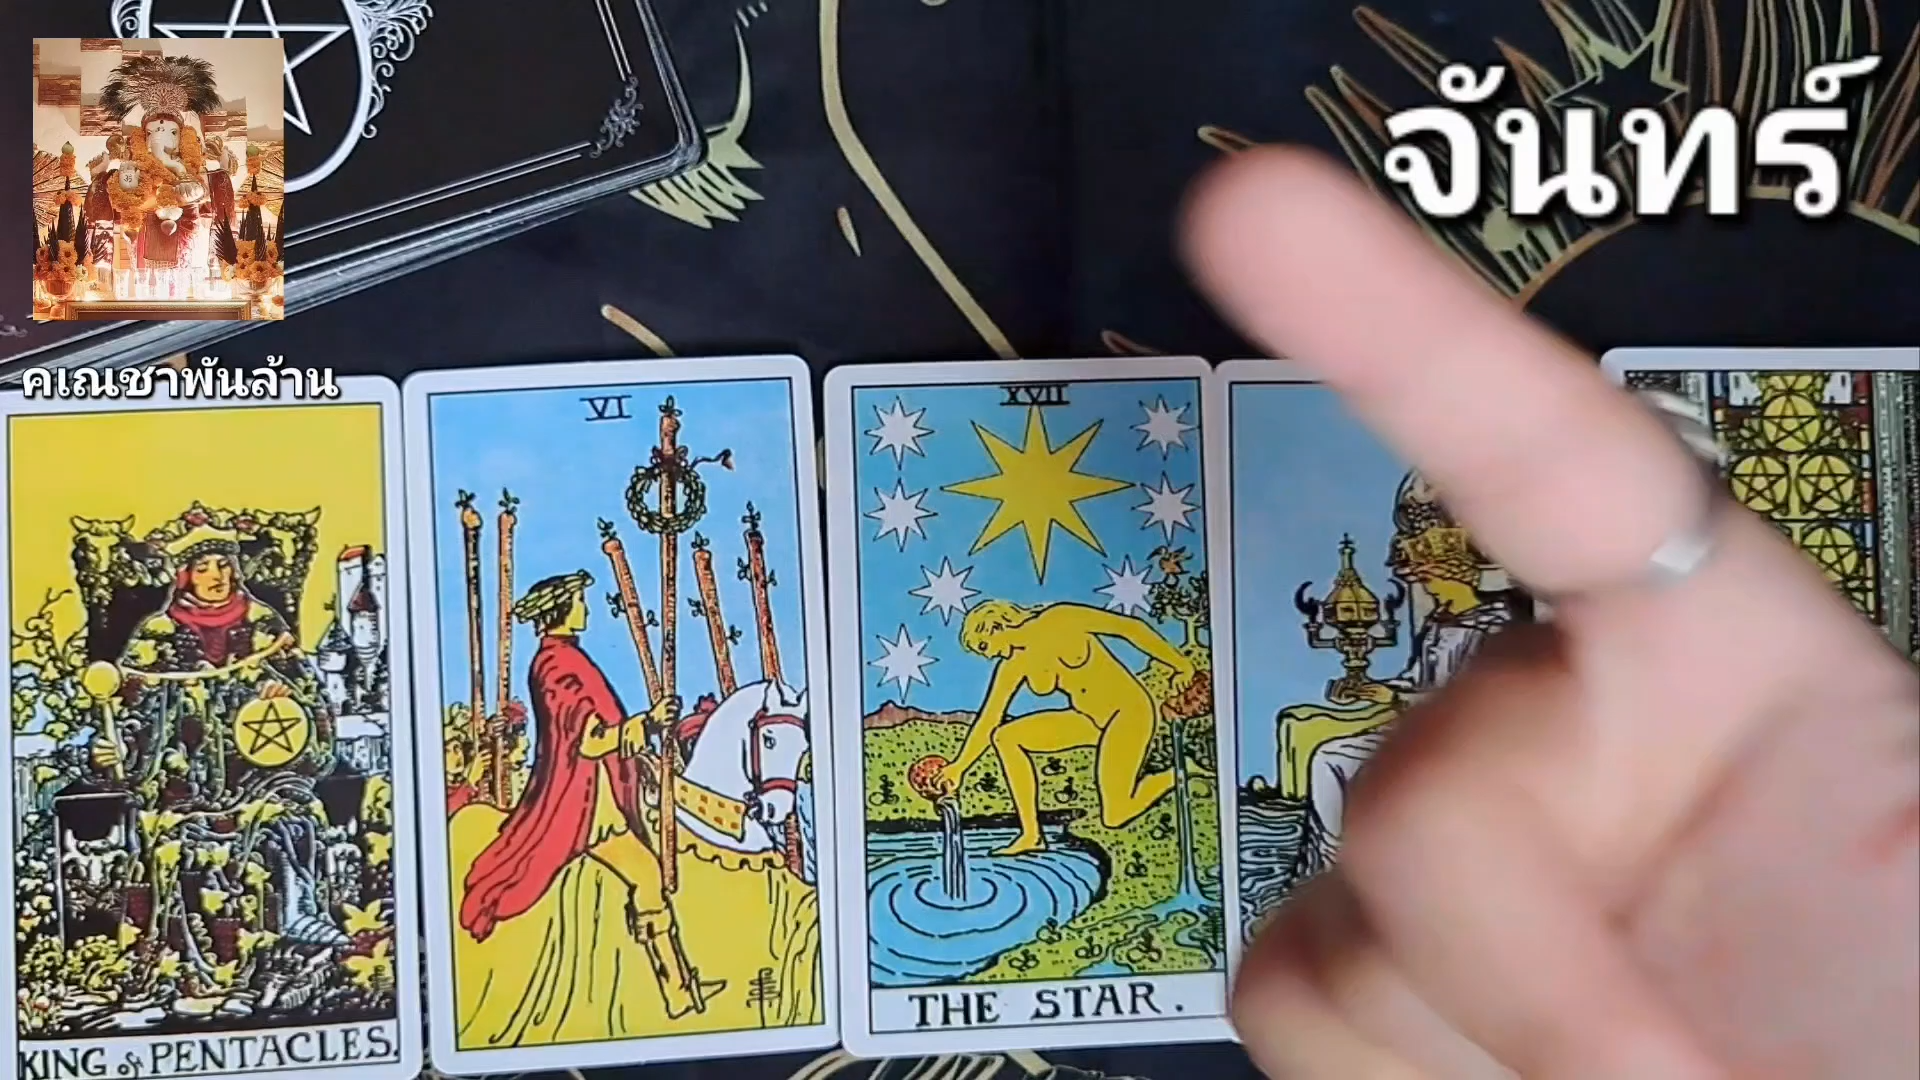 จันทร์
คเณชาพันล้าน
VI
XVII
THE STAR.
KING of PENTACLES.